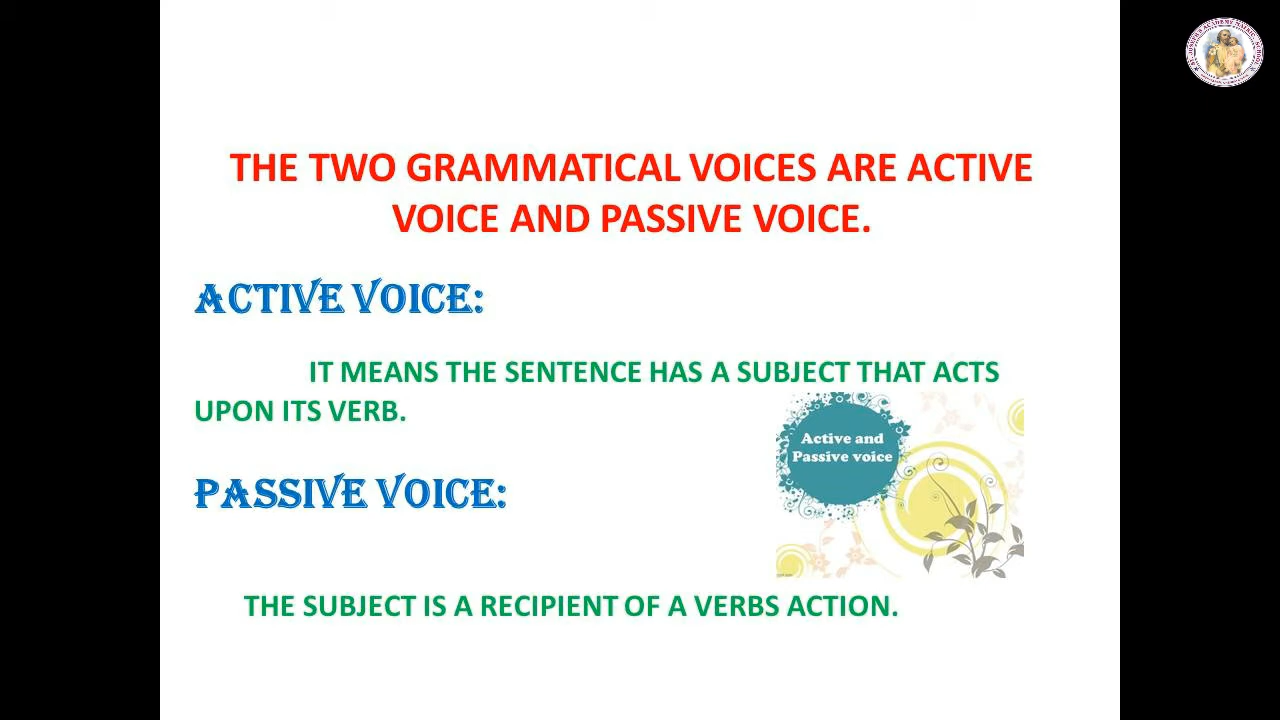 THE TWO GRAMMATICAL VOICES ARE ACTIVE
VOICE AND PASSIVE VOICE.
ACTIVE VOICE:
IT MEANS THE SENTENCE HAS A SUBJECT THAT ACTS
UPON ITS VERB.
Active and
Passive voice
PASSIVE VOICE:
THE SUBJECT IS A RECIPIENT OF A VERBS ACTION.